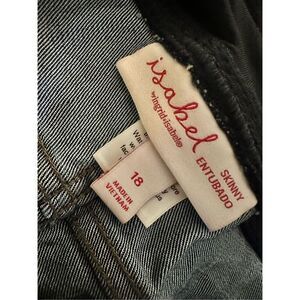 isabel
by ingrid+isabel®
SKINNY
ENTUBADO
18
MADE IN
VIETNAM